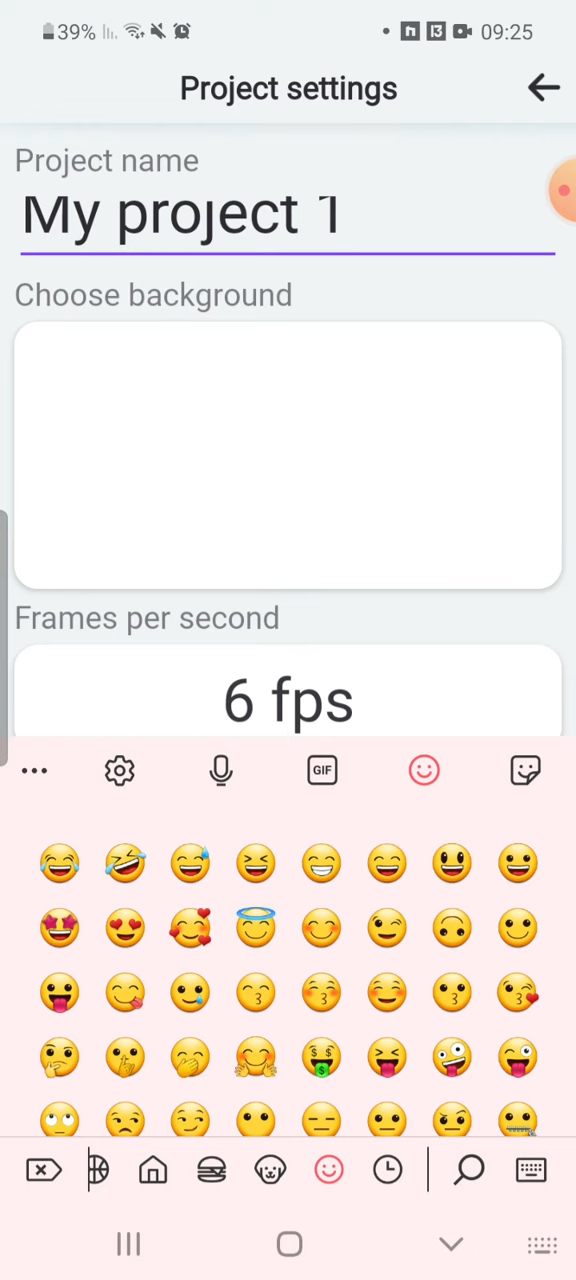 39% 09:25
Project settings
Project name
My project 1
Choose background
Frames per second
6 fps
GIF